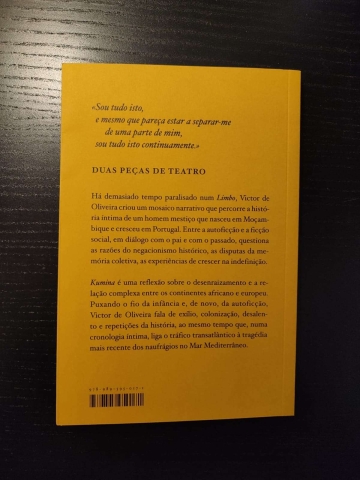 «Sou tudo isto,
e mesmo que pareça estar a separar-me
de uma parte de mim,
sou tudo isto continuamente.»
DUAS PEÇAS DE TEATRO
Há demasiado tempo paralisado num Limbo, Victor de
Oliveira criou um mosaico narrativo que percorre a histó-
ria íntima de um homem mestiço que nasceu em Moçam-
bique e cresceu em Portugal. Entre a autoficção e a ficção
social, em diálogo com o pai e com o passado, questiona
as razões do negacionismo histórico, as disputas da me-
mória coletiva, as experiências de crescer na indefinição.
Kumina é uma reflexão sobre o desenraizamento e a re-
lação complexa entre os continentes africano e europeu.
Puxando o fio da infância e, de novo, da autoficção,
Victor de Oliveira fala de exílio, colonização, desalen-
to e repetições da história, ao mesmo tempo que, numa
cronologia íntima, liga o tráfico transatlântico à tragédia
mais recente dos naufrágios no Mar Mediterrâneo.